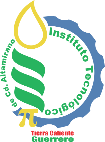 Instituto Tecnológico
de Cd. Altamirano
Tierra Caliente
Guerrero